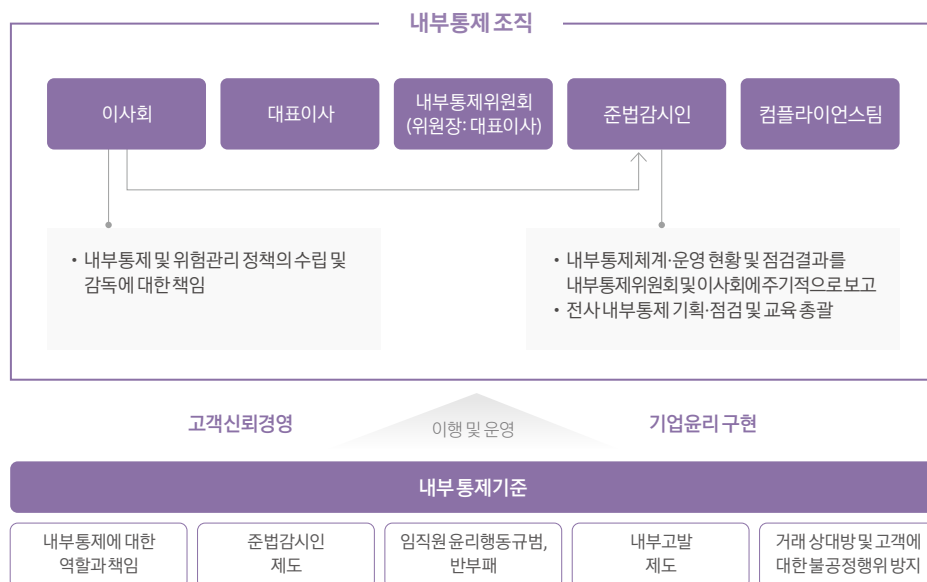 내부통제 조직
이사회
대표이사
내부통제위원회
(위원장: 대표이사)
준법감시인
컴플라이언스팀
• 내부통제 및 위험관리 정책의 수립 및
감독에 대한 책임
• 내부통제체계·운영 현황 및 점검결과를
내부통제위원회 및 이사회에 주기적으로 보고
• 전사 내부통제 기획·점검 및 교육 총괄
고객신뢰경영
이행 및 운영
기업윤리 구현
내부 통제기준
내부통제에 대한
역할과 책임
준법감시인
제도
임직원 윤리행동규범,
반부패
내부고발
제도
거래 상대방 및 고객에
대한 불공정행위 방지